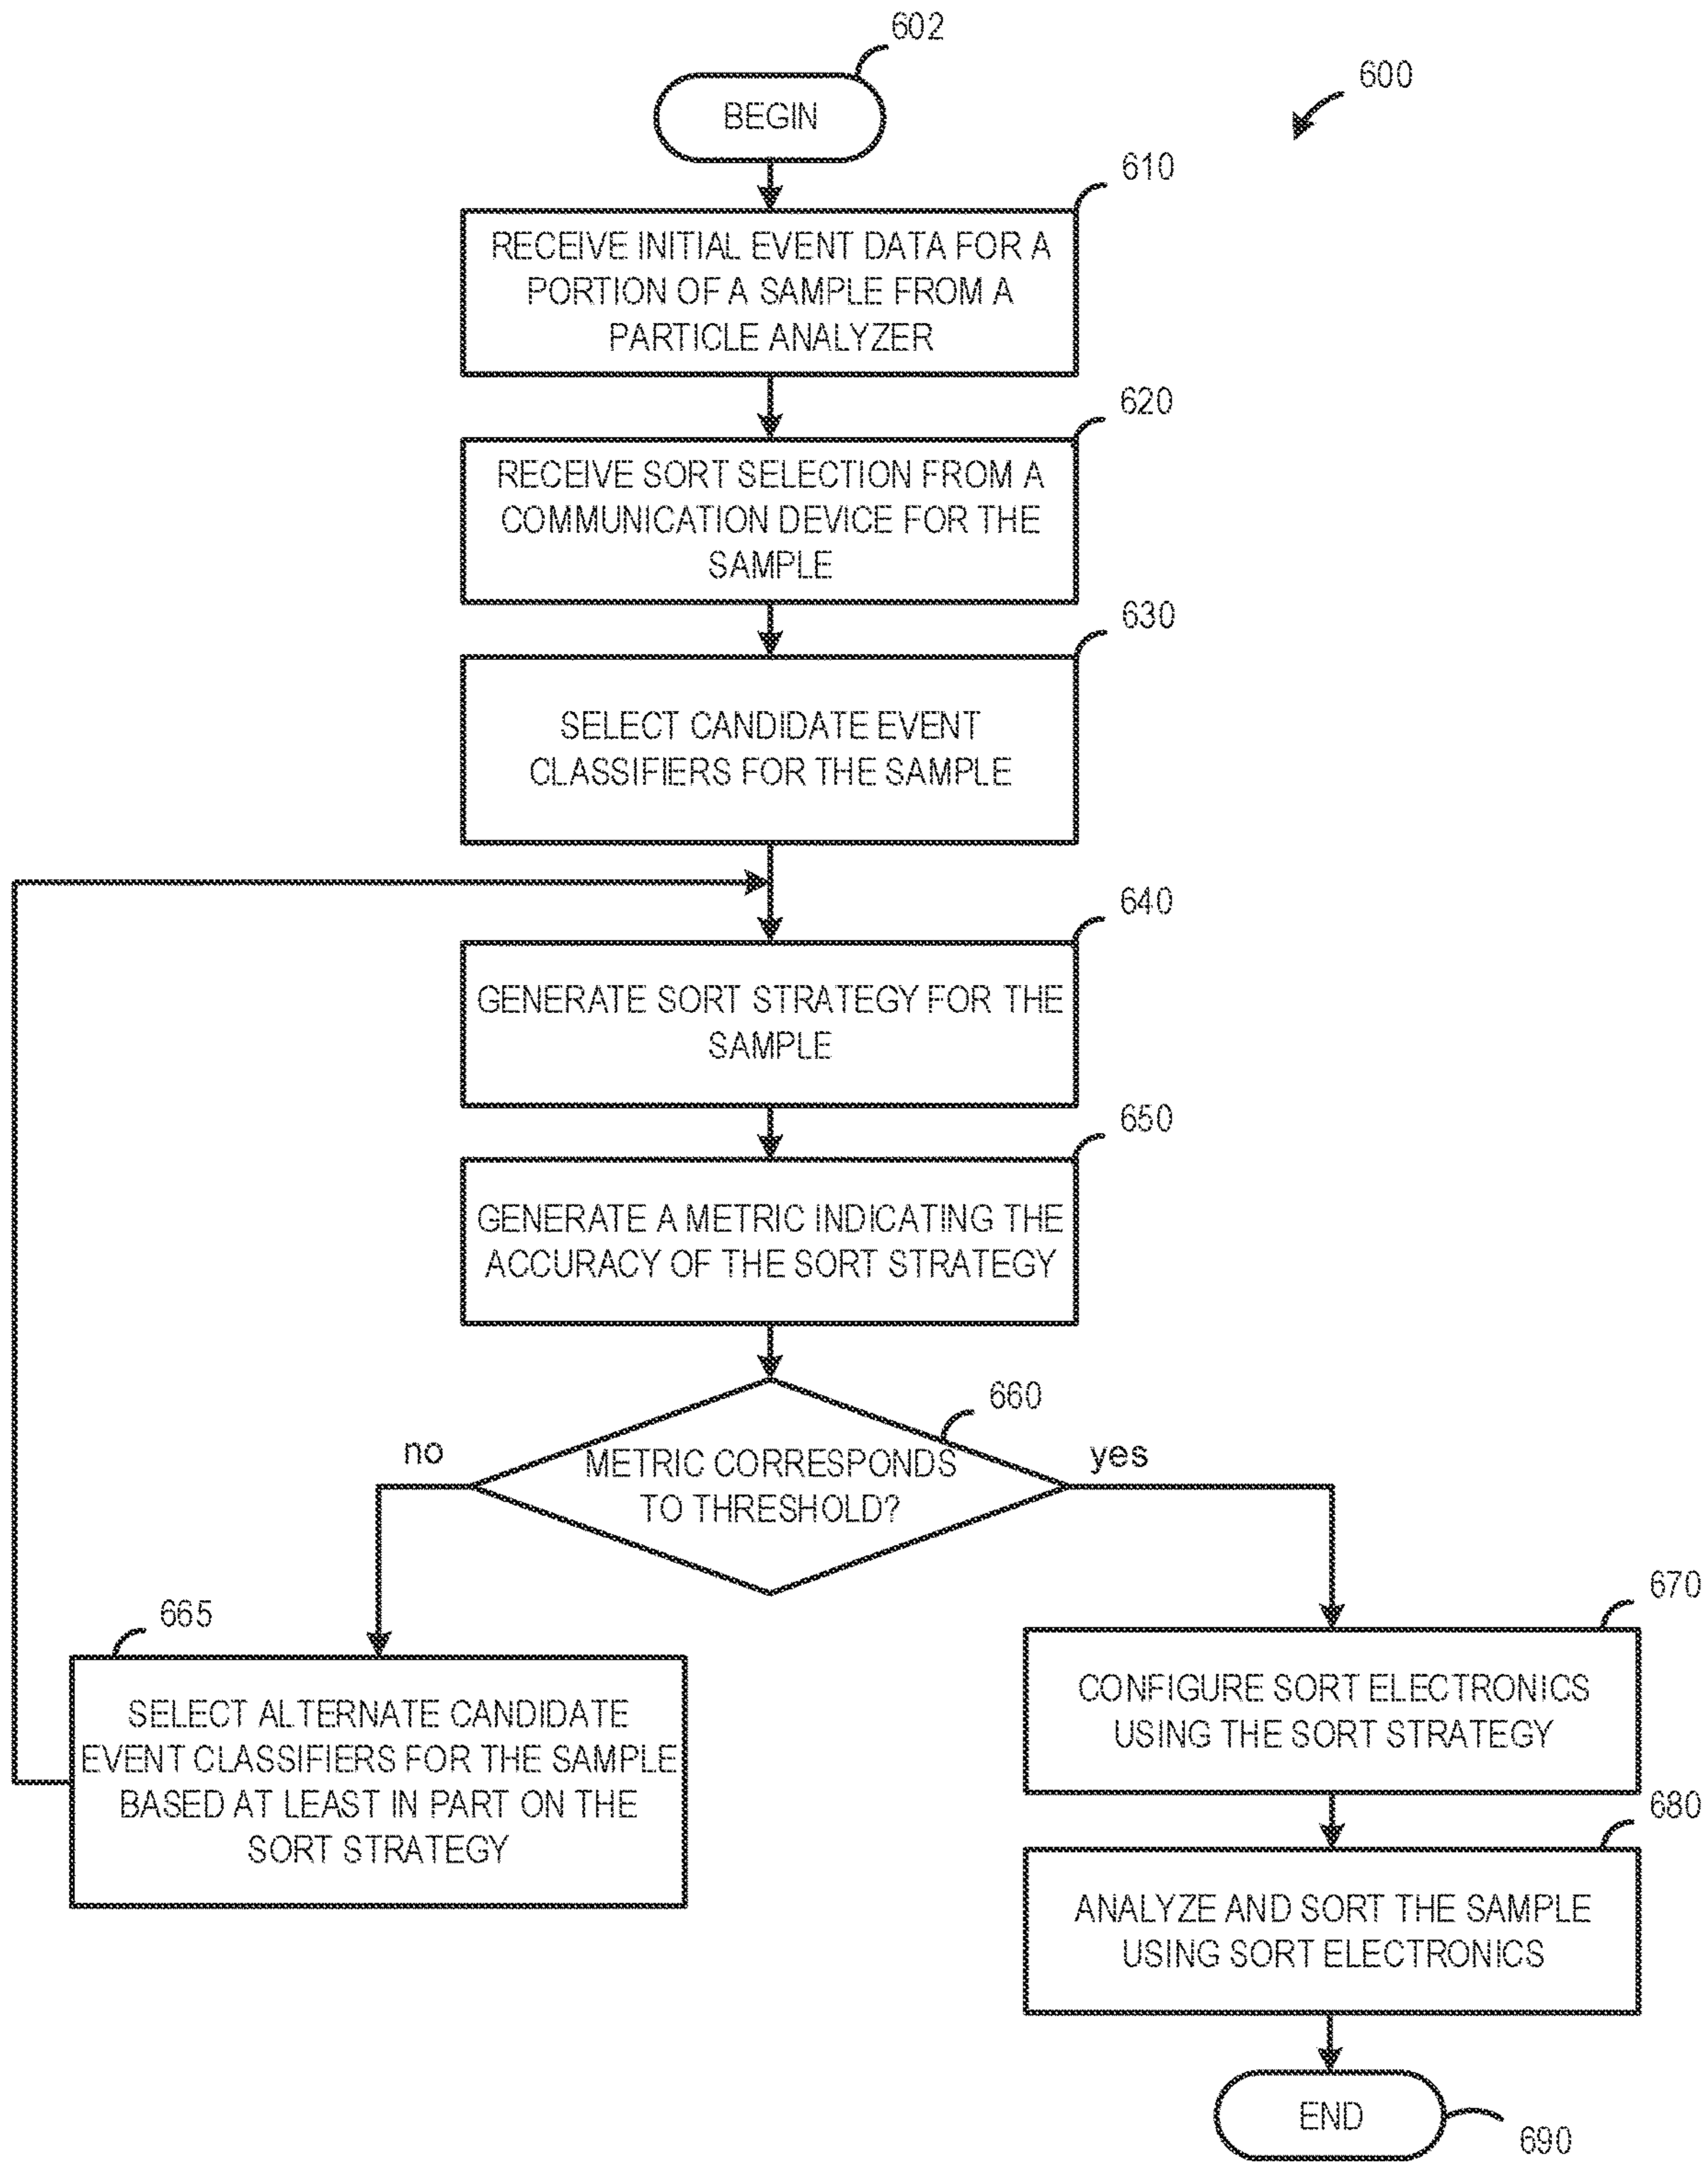 602
BEGIN
600
610
RECEIVE INITIAL EVENT DATA FOR A
PORTION OF A SAMPLE FROM A
PARTICLE ANALYZER
620
RECEIVE SORT SELECTION FROM A
COMMUNICATION DEVICE FOR THE
SAMPLE
630
SELECT CANDIDATE EVENT
CLASSIFIERS FOR THE SAMPLE
640
GENERATE SORT STRATEGY FOR THE
SAMPLE
650
GENERATE A METRIC INDICATING THE
ACCURACY OF THE SORT STRATEGY
660
METRIC CORRESPONDS
TO THRESHOLD?
no
yes
665
SELECT ALTERNATE CANDIDATE
EVENT CLASSIFIERS FOR THE SAMPLE
BASED AT LEAST IN PART ON THE
SORT STRATEGY
670
CONFIGURE SORT ELECTRONICS
USING THE SORT STRATEGY
680
ANALYZE AND SORT THE SAMPLE
USING SORT ELECTRONICS
END
690